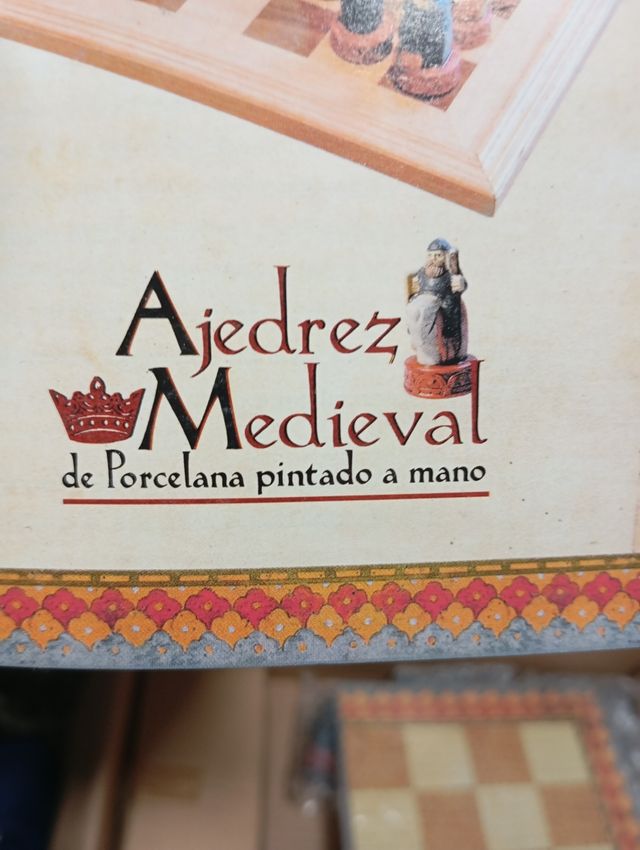 Ajedrez
Medieval
de Porcelana pintado a mano